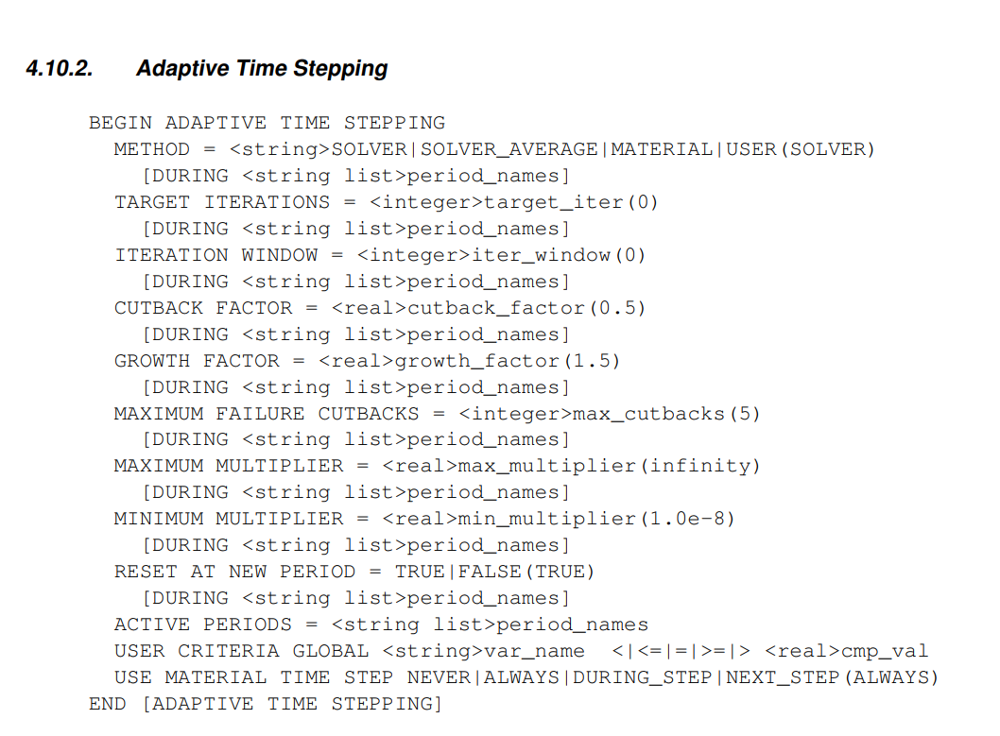 4.10.2. Adaptive Time Stepping
BEGIN ADAPTIVE TIME STEPPING
METHOD = <string>SOLVER|SOLVER_AVERAGE|MATERIAL|USER(SOLVER)
[DURING <string list>period_names]
TARGET ITERATIONS = <integer>target_iter(0)
[DURING <string list>period_names]
ITERATION WINDOW = <integer>iter_window(0)
[DURING <string list>period_names]
CUTBACK FACTOR = <real>cutback_factor(0.5)
[DURING <string list>period_names]
GROWTH FACTOR = <real>growth_factor(1.5)
[DURING <string list>period_names]
MAXIMUM FAILURE CUTBACKS = <integer>max_cutbacks(5)
[DURING <string list>period_names]
MAXIMUM MULTIPLIER = <real>max_multiplier(infinity)
[DURING <string list>period_names]
MINIMUM MULTIPLIER = <real>min_multiplier(1.0e-8)
[DURING <string list>period_names]
RESET AT NEW PERIOD = TRUE|FALSE(TRUE)
[DURING <string list>period_names]
ACTIVE PERIODS = <string list>period_names
USER CRITERIA GLOBAL <string>var_name <|<=|=|>=|> <real>cmp_val
USE MATERIAL TIME STEP NEVER|ALWAYS|DURING_STEP|NEXT_STEP(ALWAYS)
END [ADAPTIVE TIME STEPPING]